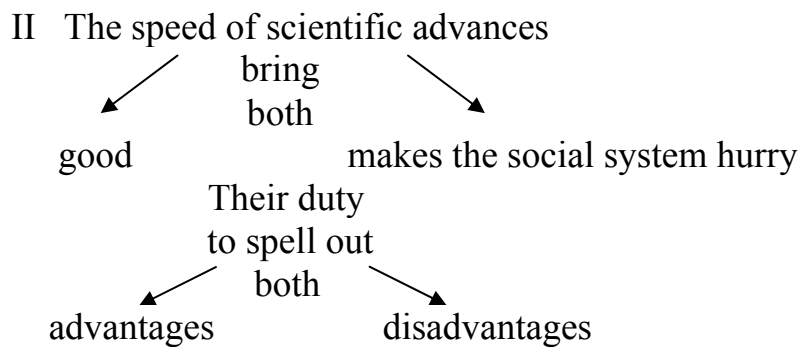 II The speed of scientific advances
bring
both
good makes the social system hurry
Their duty
to spell out
both
advantages disadvantages